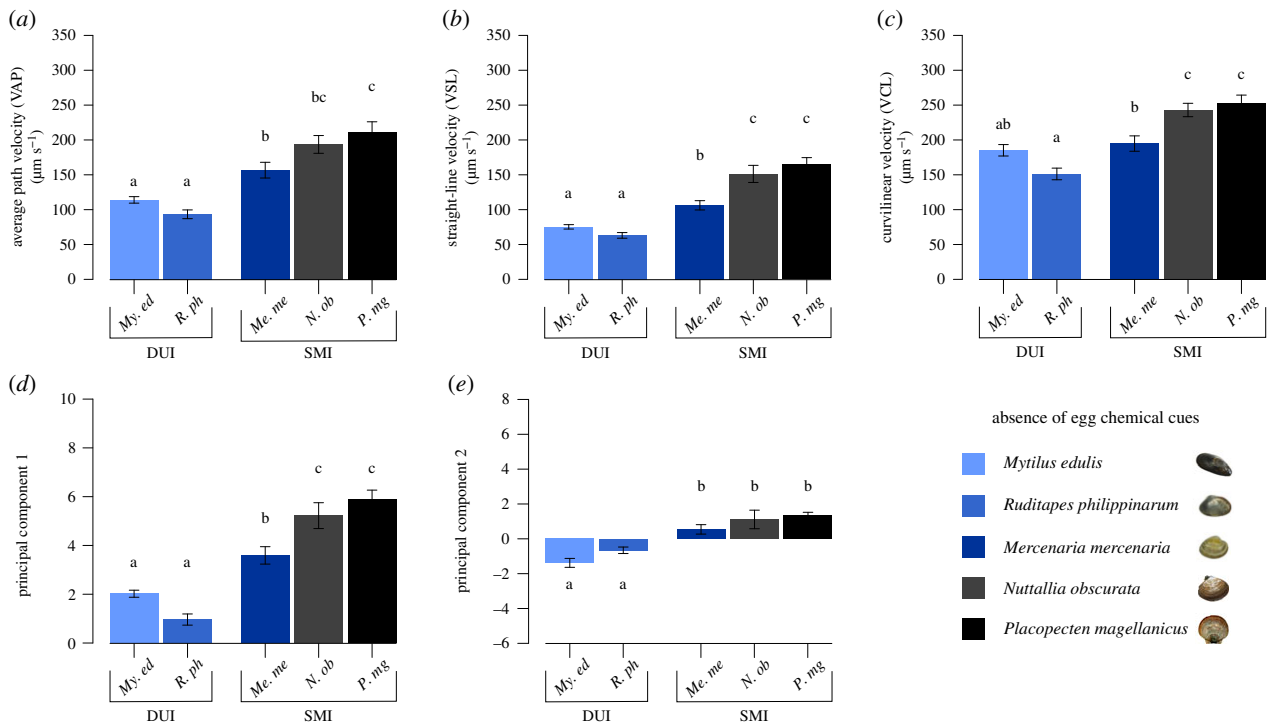 (a)
average path velocity (VAP)
(µm s−1)
350
300
250
200
150
100
50
0
a
a
b
bc
c
My. ed
R. ph
Me. me
N. ob
P. mg
DUI
SMI
(b)
straight-line velocity (VSL)
(µm s−1)
350
300
250
200
150
100
50
0
a
a
b
c
c
My. ed
R. ph
Me. me
N. ob
P. mg
DUI
SMI
(c)
curvilinear velocity (VCL)
(µm s−1)
350
300
250
200
150
100
50
0
ab
a
b
c
c
My. ed
R. ph
Me. me
N. ob
P. mg
DUI
SMI
(d)
principal component 1
10
8
6
4
2
0
a
a
b
c
c
My. ed
R. ph
Me. me
N. ob
P. mg
DUI
SMI
(e)
principal component 2
8
6
4
2
0
–2
–4
–6
a
a
b
b
b
My. ed
R. ph
Me. me
N. ob
P. mg
DUI
SMI
absence of egg chemical cues
Mytilus edulis
Ruditapes philippinarum
Mercenaria mercenaria
Nuttallia obscurata
Placopecten magellanicus